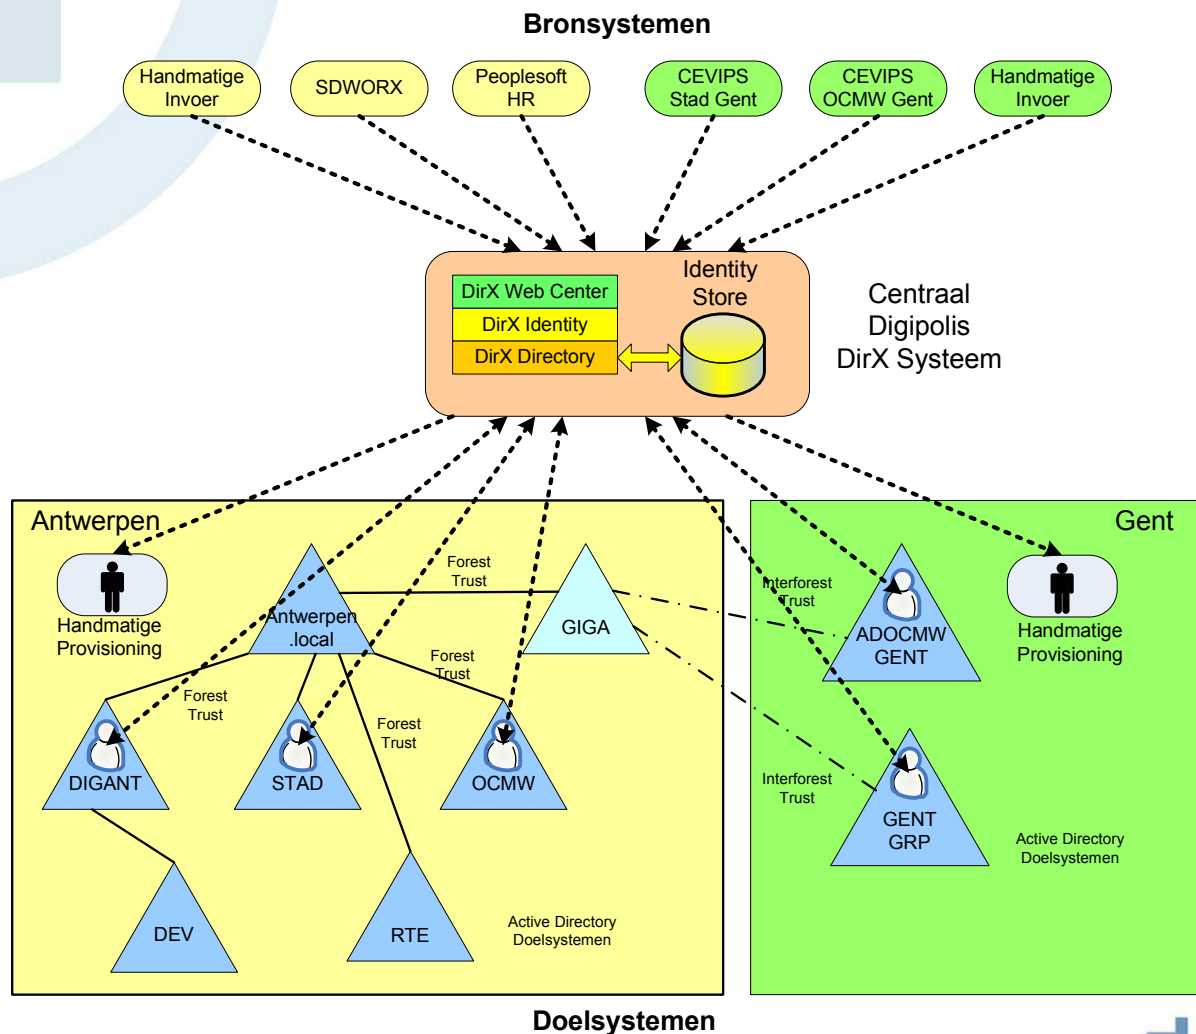 Bronsystemen
Handmatige
Invoer
SDWORX
Peoplesoft
HR
CEVIPS
Stad Gent
CEVIPS
OCMW Gent
Handmatige
Invoer
DirX Web Center
DirX Identity
DirX Directory
Identity
Store
Centraal
Digipolis
DirX Systeem
Antwerpen
Handmatige
Provisioning
Antwerpen
.local
Forest
Trust
GIGA
Forest
Trust
Forest
Trust
Forest
Trust
DIGANT
STAD
OCMW
DEV
RTE
Active Directory
Doelsystemen
Gent
Interforest
Trust
ADOCMW
GENT
Handmatige
Provisioning
Interforest
Trust
GENT
GRP
Active Directory
Doelsystemen
Doelsystemen